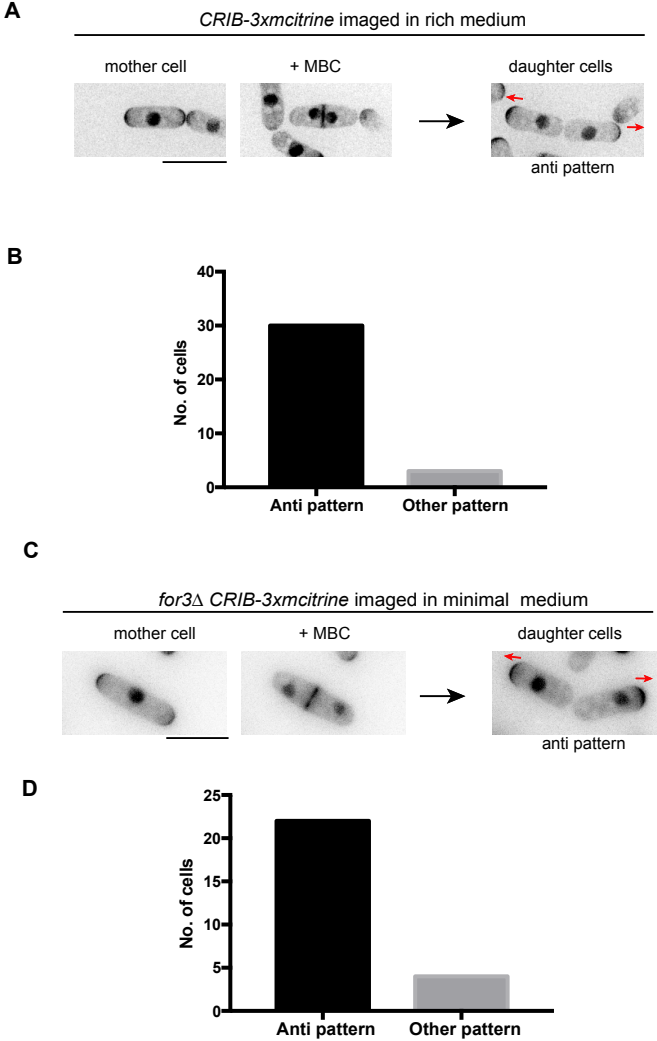 A
CRIB-3xmcitrine imaged in rich medium
mother cell
+ MBC
daughter cells
anti pattern
B
No. of cells
40
30
20
10
0
Anti pattern
Other pattern
C
for3Δ CRIB-3xmcitrine imaged in minimal  medium
mother cell
+ MBC
daughter cells
anti pattern
D
No. of cells
25
20
15
10
5
0
Anti pattern
Other pattern